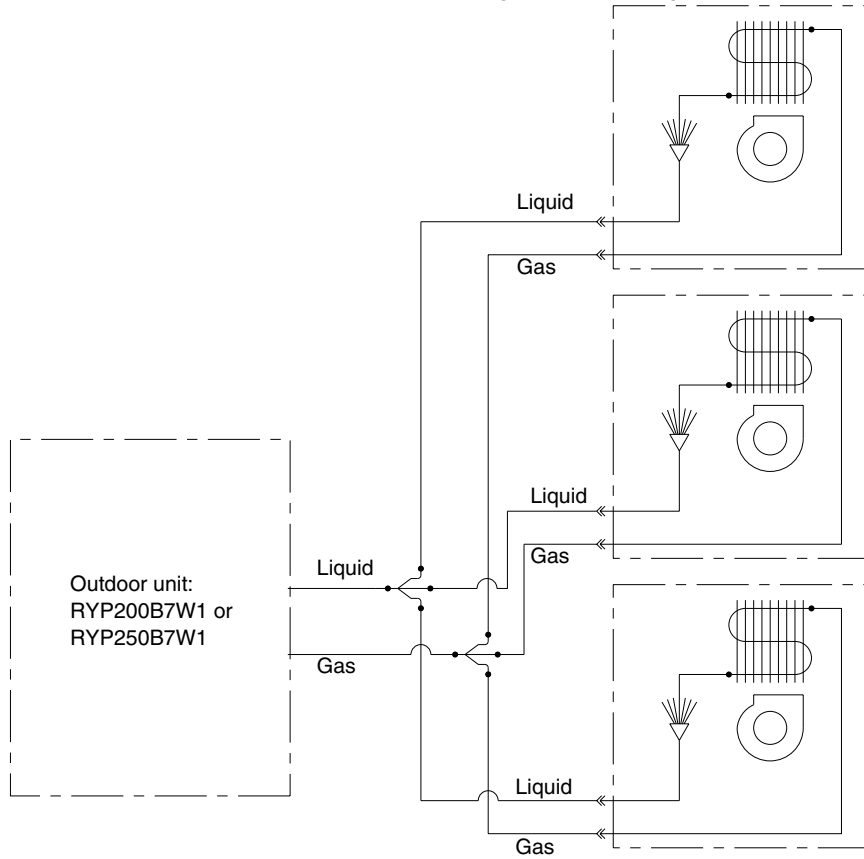 Liquid
Gas
Liquid
Gas
Liquid
Outdoor unit:
RYP200B7W1 or
RYP250B7W1
Gas
Liquid
Gas